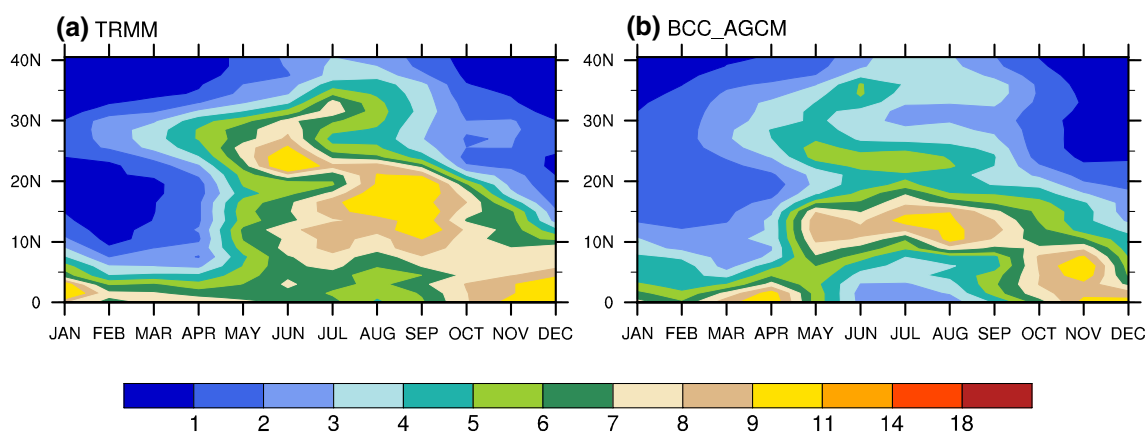 (a) TRMM
(b) BCC_AGCM
40N
30N
20N
10N
0
JAN FEB MAR APR MAY JUN JUL AUG SEP OCT NOV DEC
40N
30N
20N
10N
0
JAN FEB MAR APR MAY JUN JUL AUG SEP OCT NOV DEC
1 2 3 4 5 6 7 8 9 11 14 18